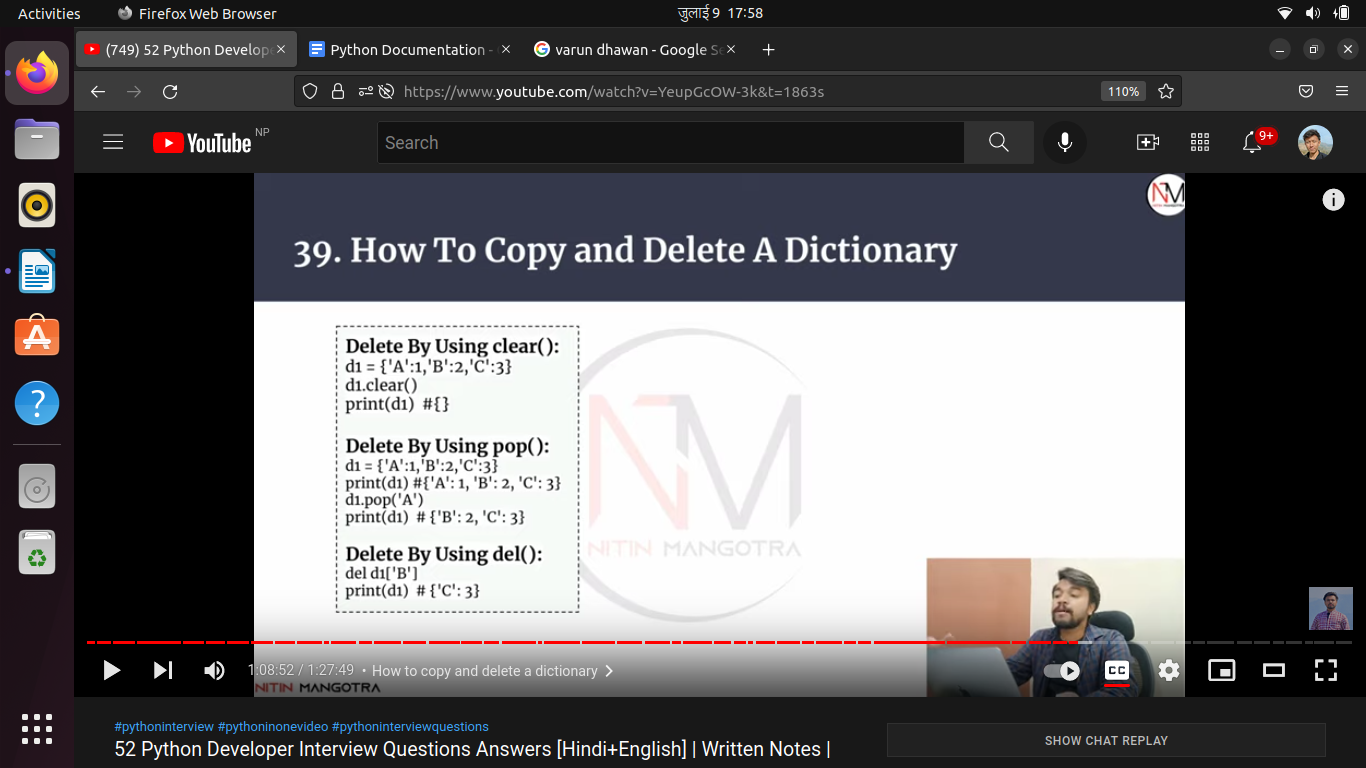 Activities
Firefox Web Browser
जुलाई 9 17:58
(749) 52 Python Develope
Python Documentation -
varun dhawan - Google Se
https://www.youtube.com/watch?v=YeupGcOW-3k&t=1863s
110%
YouTube NP
Search
9+
NM
NITIN MANGOTRA
39. How To Copy and Delete A Dictionary
Delete By Using clear():
d1 = {'A':1,'B':2,'C':3}
d1.clear()
print(d1) #{}
Delete By Using pop():
d1 = {'A':1,'B':2,'C':3}
print(d1) #{'A': 1, 'B': 2, 'C': 3}
d1.pop('A')
print(d1) # {'B': 2, 'C': 3}
Delete By Using del():
del d1['B']
print(d1) # {'C': 3}
NM
NITIN MANGOTRA
1:08:52 / 1:27:49 • How to copy and delete a dictionary
CC
NITIN MANGOTRA
#pythoninterview #pythoninonevideo #pythoninterviewquestions
52 Python Developer Interview Questions Answers [Hindi+English] | Written Notes |
SHOW CHAT REPLAY